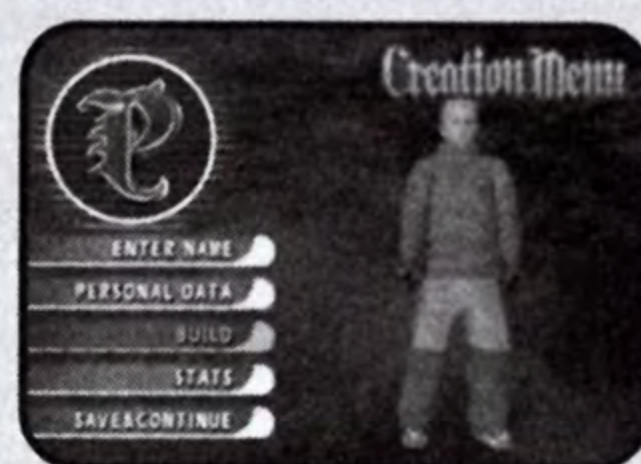 Creation Menu
P
ENTER NAME
PERSONAL DATA
BUILD
STATS
SAVE&CONTINUE